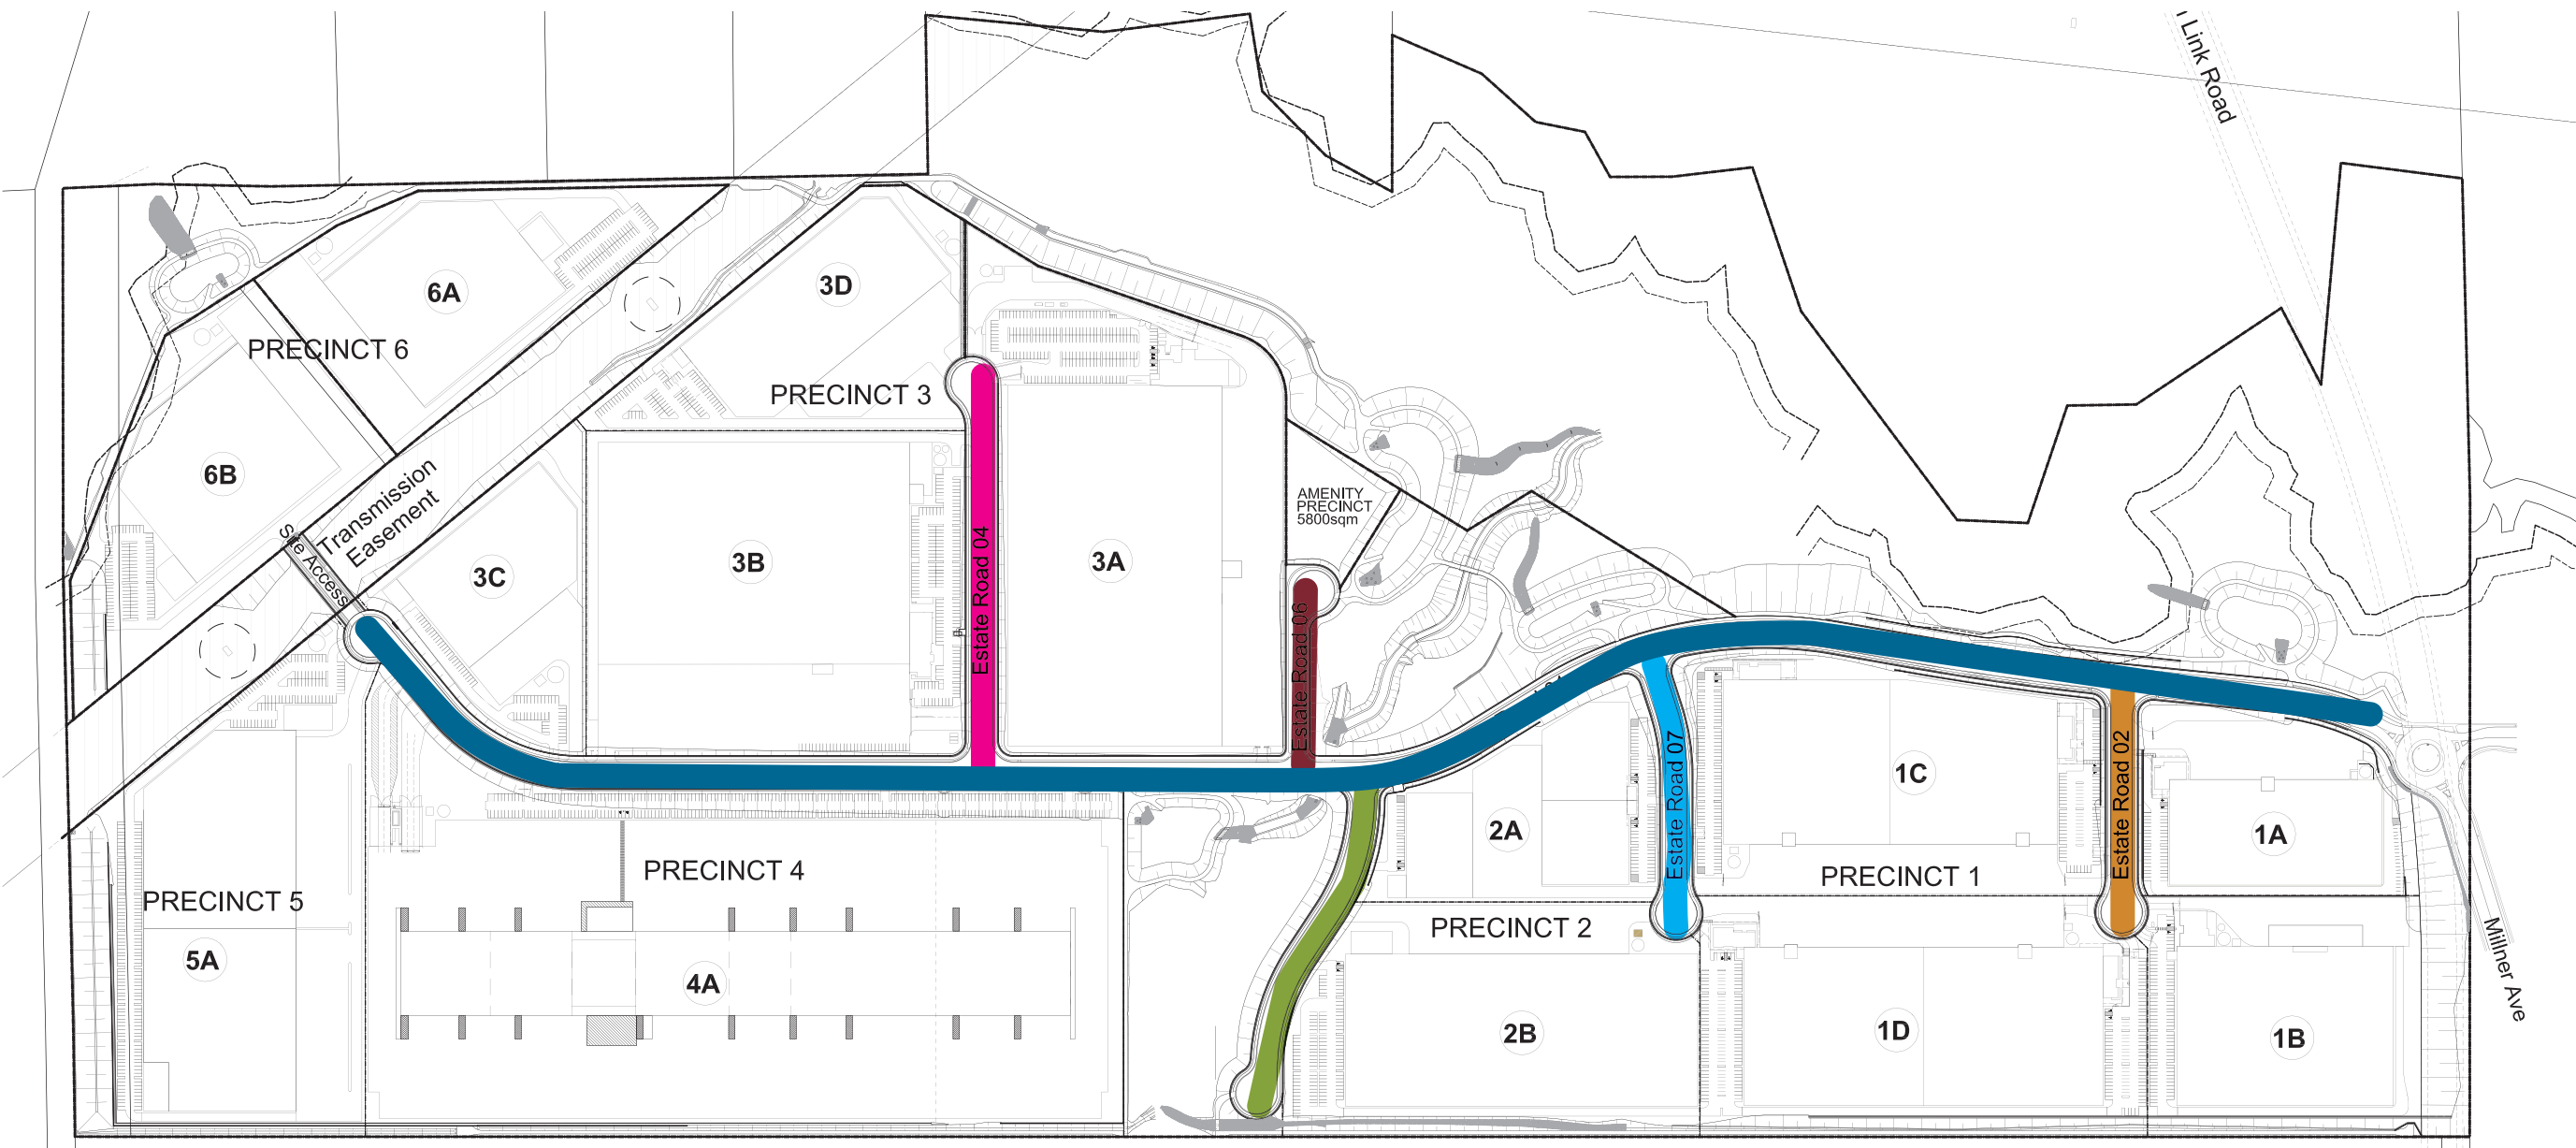 Link Road
6A
3D
PRECINCT 6
PRECINCT 3
6B
Transmission
Easement
AMENITY
PRECINCT
5800sqm
Site Access
3C
3B
Estate Road 04
3A
Estate Road 06
Estate Road 07
1C
Estate Road 02
2A
1A
PRECINCT 4
PRECINCT 1
PRECINCT 5
PRECINCT 2
5A
4A
2B
1D
1B
Millner Ave